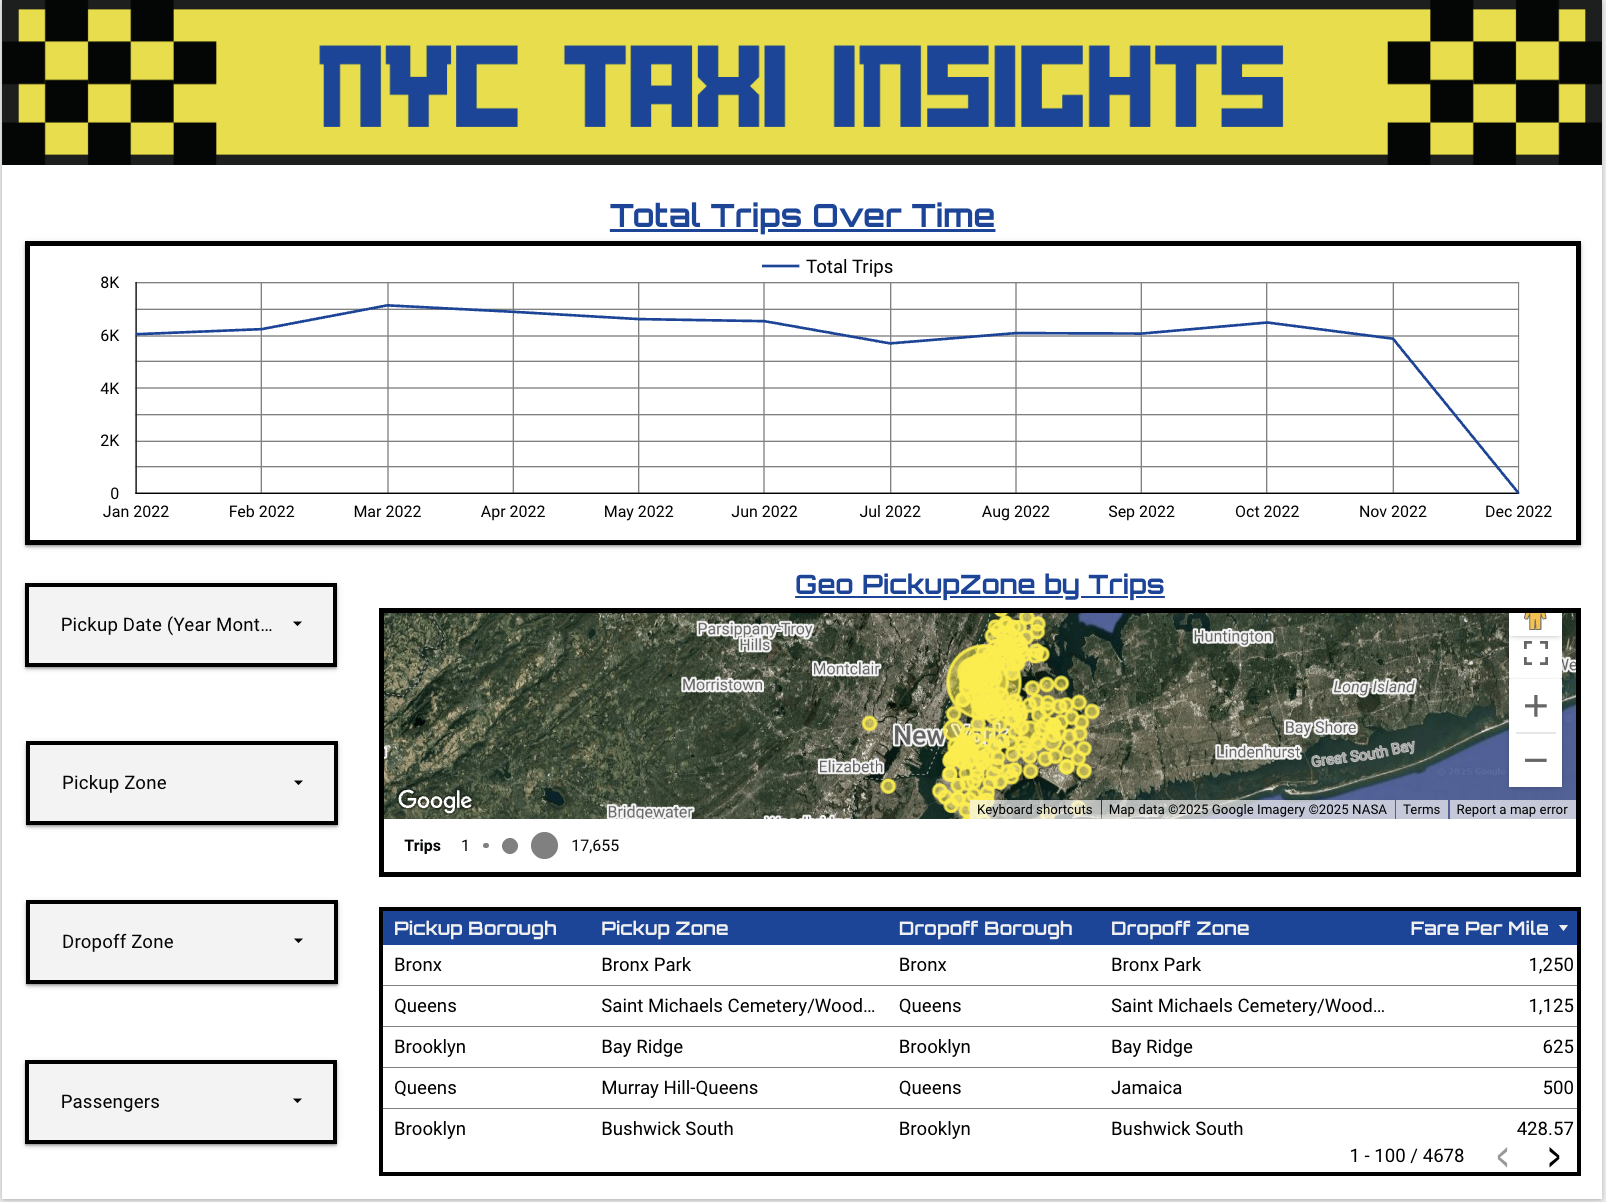 NYC TAXI INSIGHTS
Total Trips Over Time
Total Trips
8K
6K
4K
2K
0
Jan 2022 Feb 2022 Mar 2022 Apr 2022 May 2022 Jun 2022 Jul 2022 Aug 2022 Sep 2022 Oct 2022 Nov 2022 Dec 2022
Pickup Date (Year Mont...
Pickup Zone
Dropoff Zone
Passengers
Geo PickupZone by Trips
Parsippany-Troy
Hills
Huntington
Montclair
Morristown
Long Island
New York
Bay Shore
Lindenhurst
Great South Bay
Elizabeth
Google
Bridgewater
Keyboard shortcuts Map data ©2025 Google Imagery ©2025 NASA Terms Report a map error
Trips 1 17,655
Pickup Borough Pickup Zone Dropoff Borough Dropoff Zone Fare Per Mile
Bronx Bronx Park Bronx Bronx Park 1,250
Queens Saint Michaels Cemetery/Wood... Queens Saint Michaels Cemetery/Wood... 1,125
Brooklyn Bay Ridge Brooklyn Bay Ridge 625
Queens Murray Hill-Queens Queens Jamaica 500
Brooklyn Bushwick South Brooklyn Bushwick South 428.57
1 - 100 / 4678